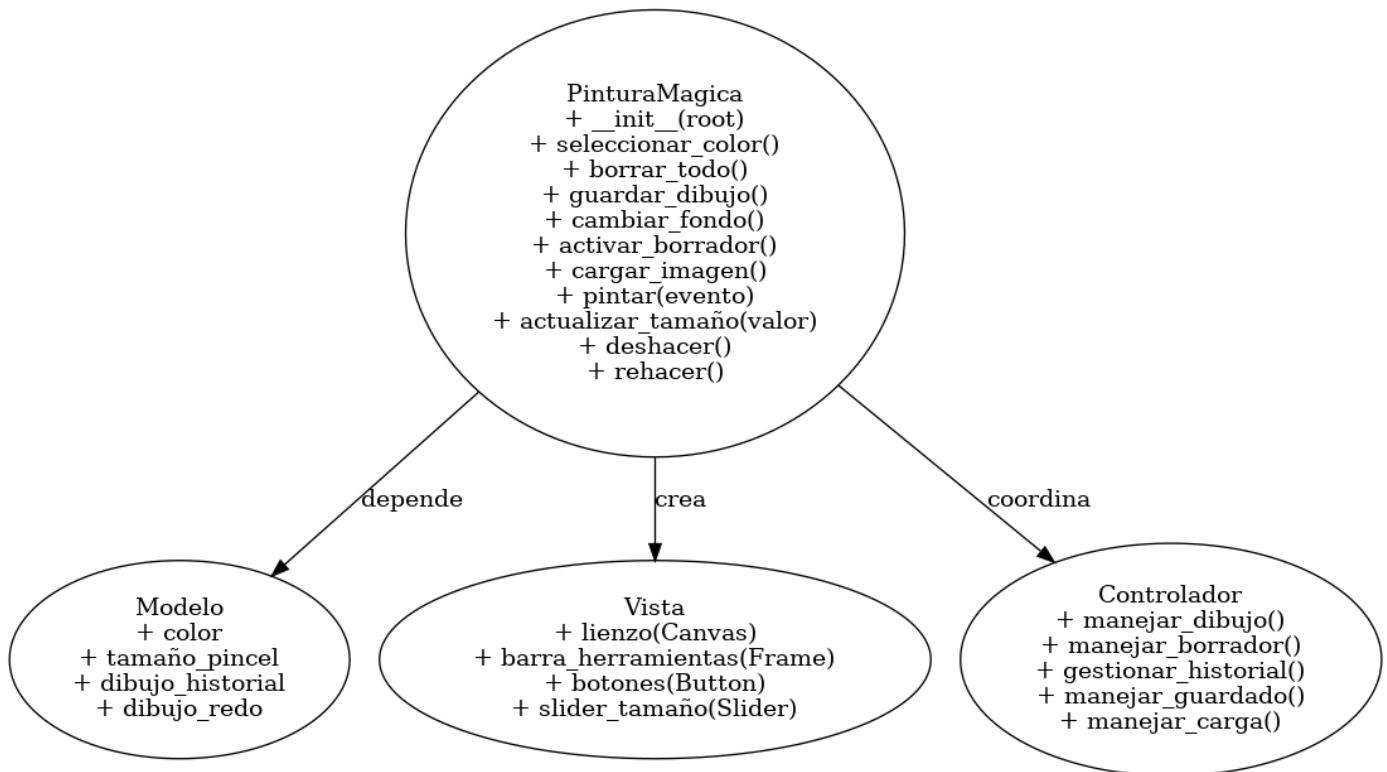 PinturaMagica
+ __init__(root)
+ seleccionar_color()
+ borrar_todo()
+ guardar_dibujo()
+ cambiar_fondo()
+ activar_borrador()
+ cargar_imagen()
+ pintar(evento)
+ actualizar_tamaño(valor)
+ deshacer()
+ rehacer()
depende
crea
coordina
Modelo
+ color
+ tamaño_pincel
+ dibujo_historial
+ dibujo_redo
Vista
+ lienzo(Canvas)
+ barra_herramientas(Frame)
+ botones(Button)
+ slider_tamaño(Slider)
Controlador
+ manejar_dibujo()
+ manejar_borrador()
+ gestionar_historial()
+ manejar_guardado()
+ manejar_carga()